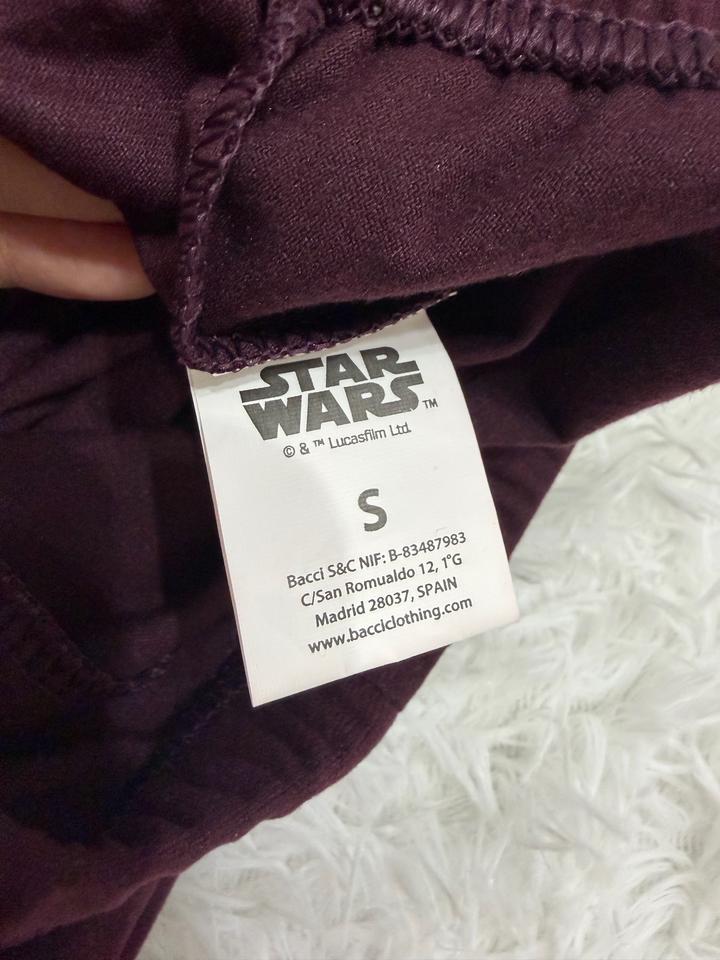 STAR
WARS™
© & ™ Lucasfilm Ltd.
S
Bacci S&C NIF: B-83487983
C/San Romualdo 12, 1°G
Madrid 28037, SPAIN
www.bacciclothing.com